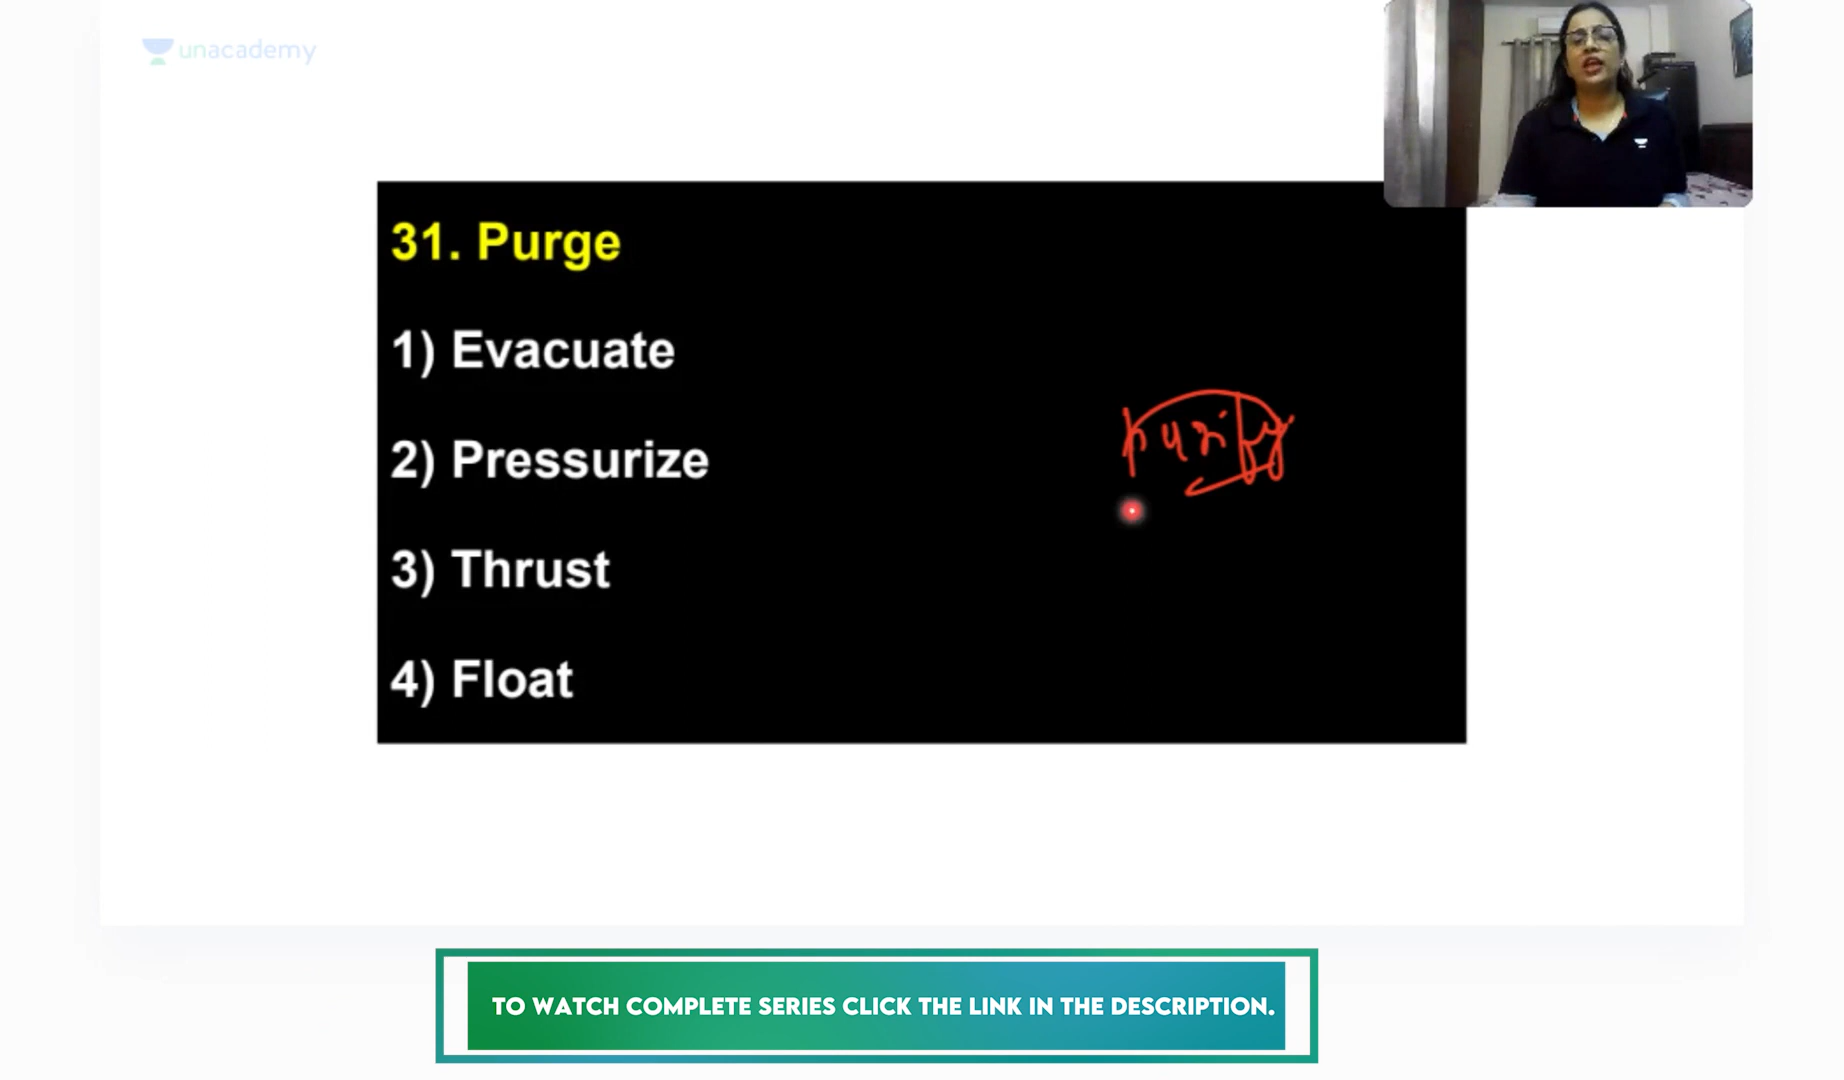 unacademy
31. Purge
1) Evacuate
2) Pressurize
3) Thrust
4) Float
purify
TO WATCH COMPLETE SERIES CLICK THE LINK IN THE DESCRIPTION.